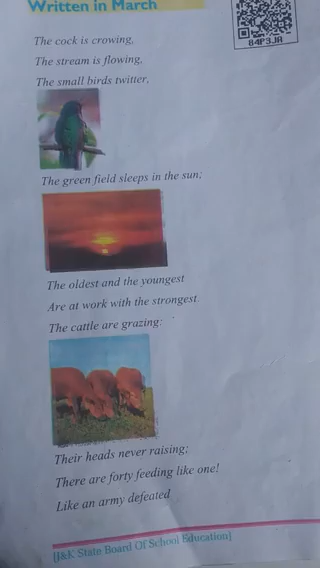 Written in March
84P3JA
The cock is crowing,
The stream is flowing,
The small birds twitter,
The green field sleeps in the sun;
The oldest and the youngest
Are at work with the strongest.
The cattle are grazing:
Their heads never raising;
There are forty feeding like one!
Like an army defeated
[J&K State Board Of School Education]